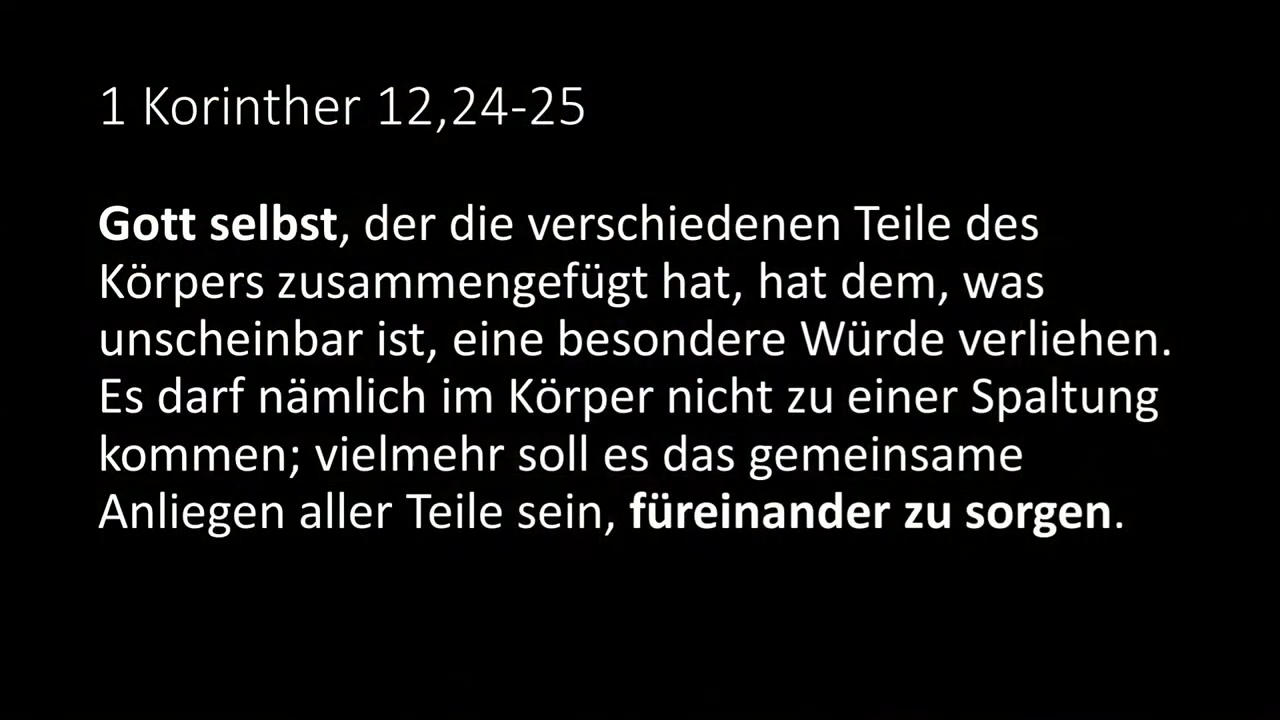 1 Korinther 12,24-25
Gott selbst, der die verschiedenen Teile des
Körpers zusammengefügt hat, hat dem, was
unscheinbar ist, eine besondere Würde verliehen.
Es darf nämlich im Körper nicht zu einer Spaltung
kommen; vielmehr soll es das gemeinsame
Anliegen aller Teile sein, füreinander zu sorgen.